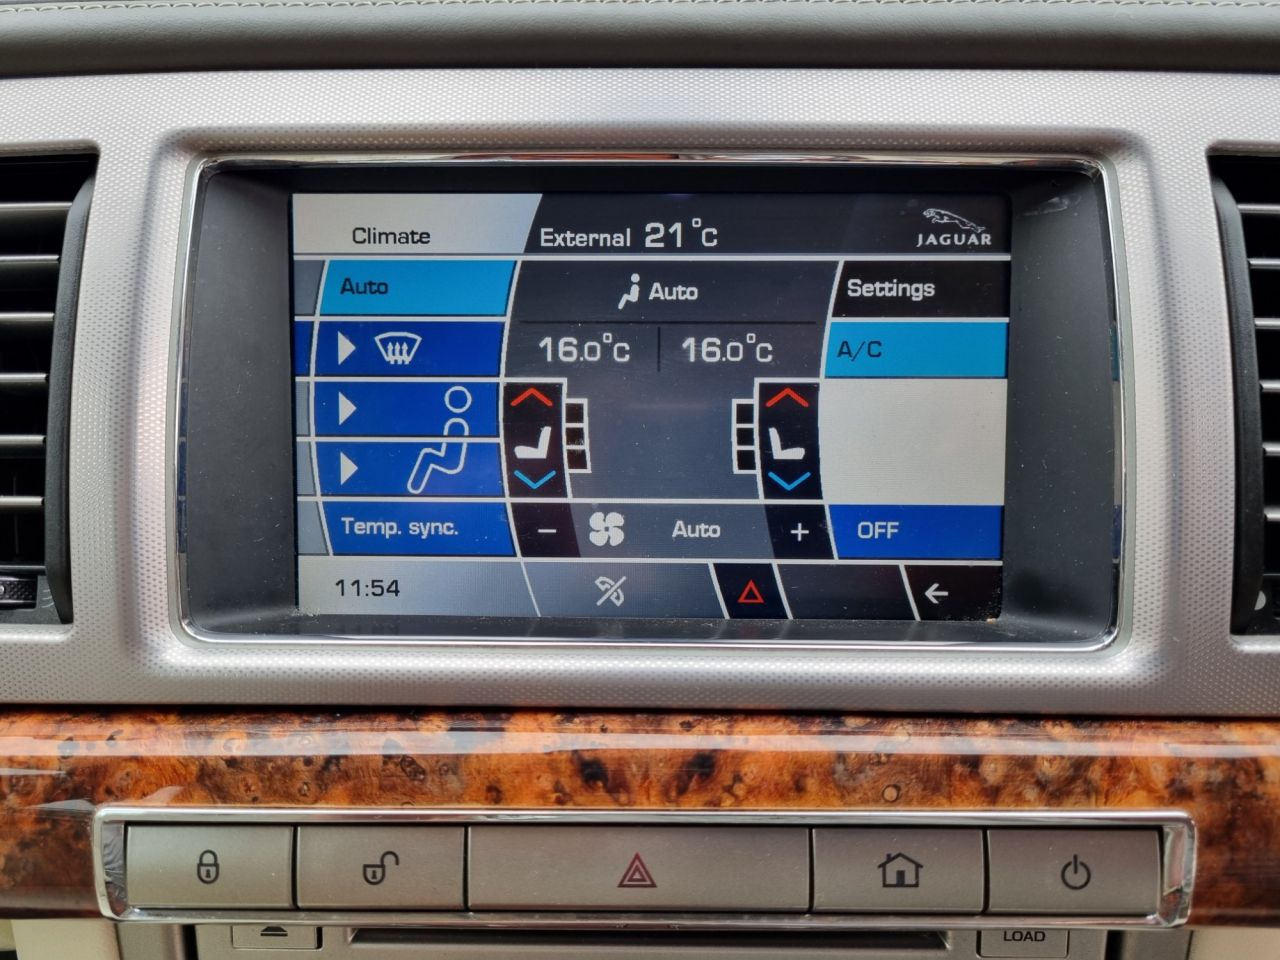 Climate
External 21°C
JAGUAR
Auto
Auto
Settings
16.0°C
16.0°C
A/C
Temp. sync.
−
Auto
+
OFF
11:54
LOAD